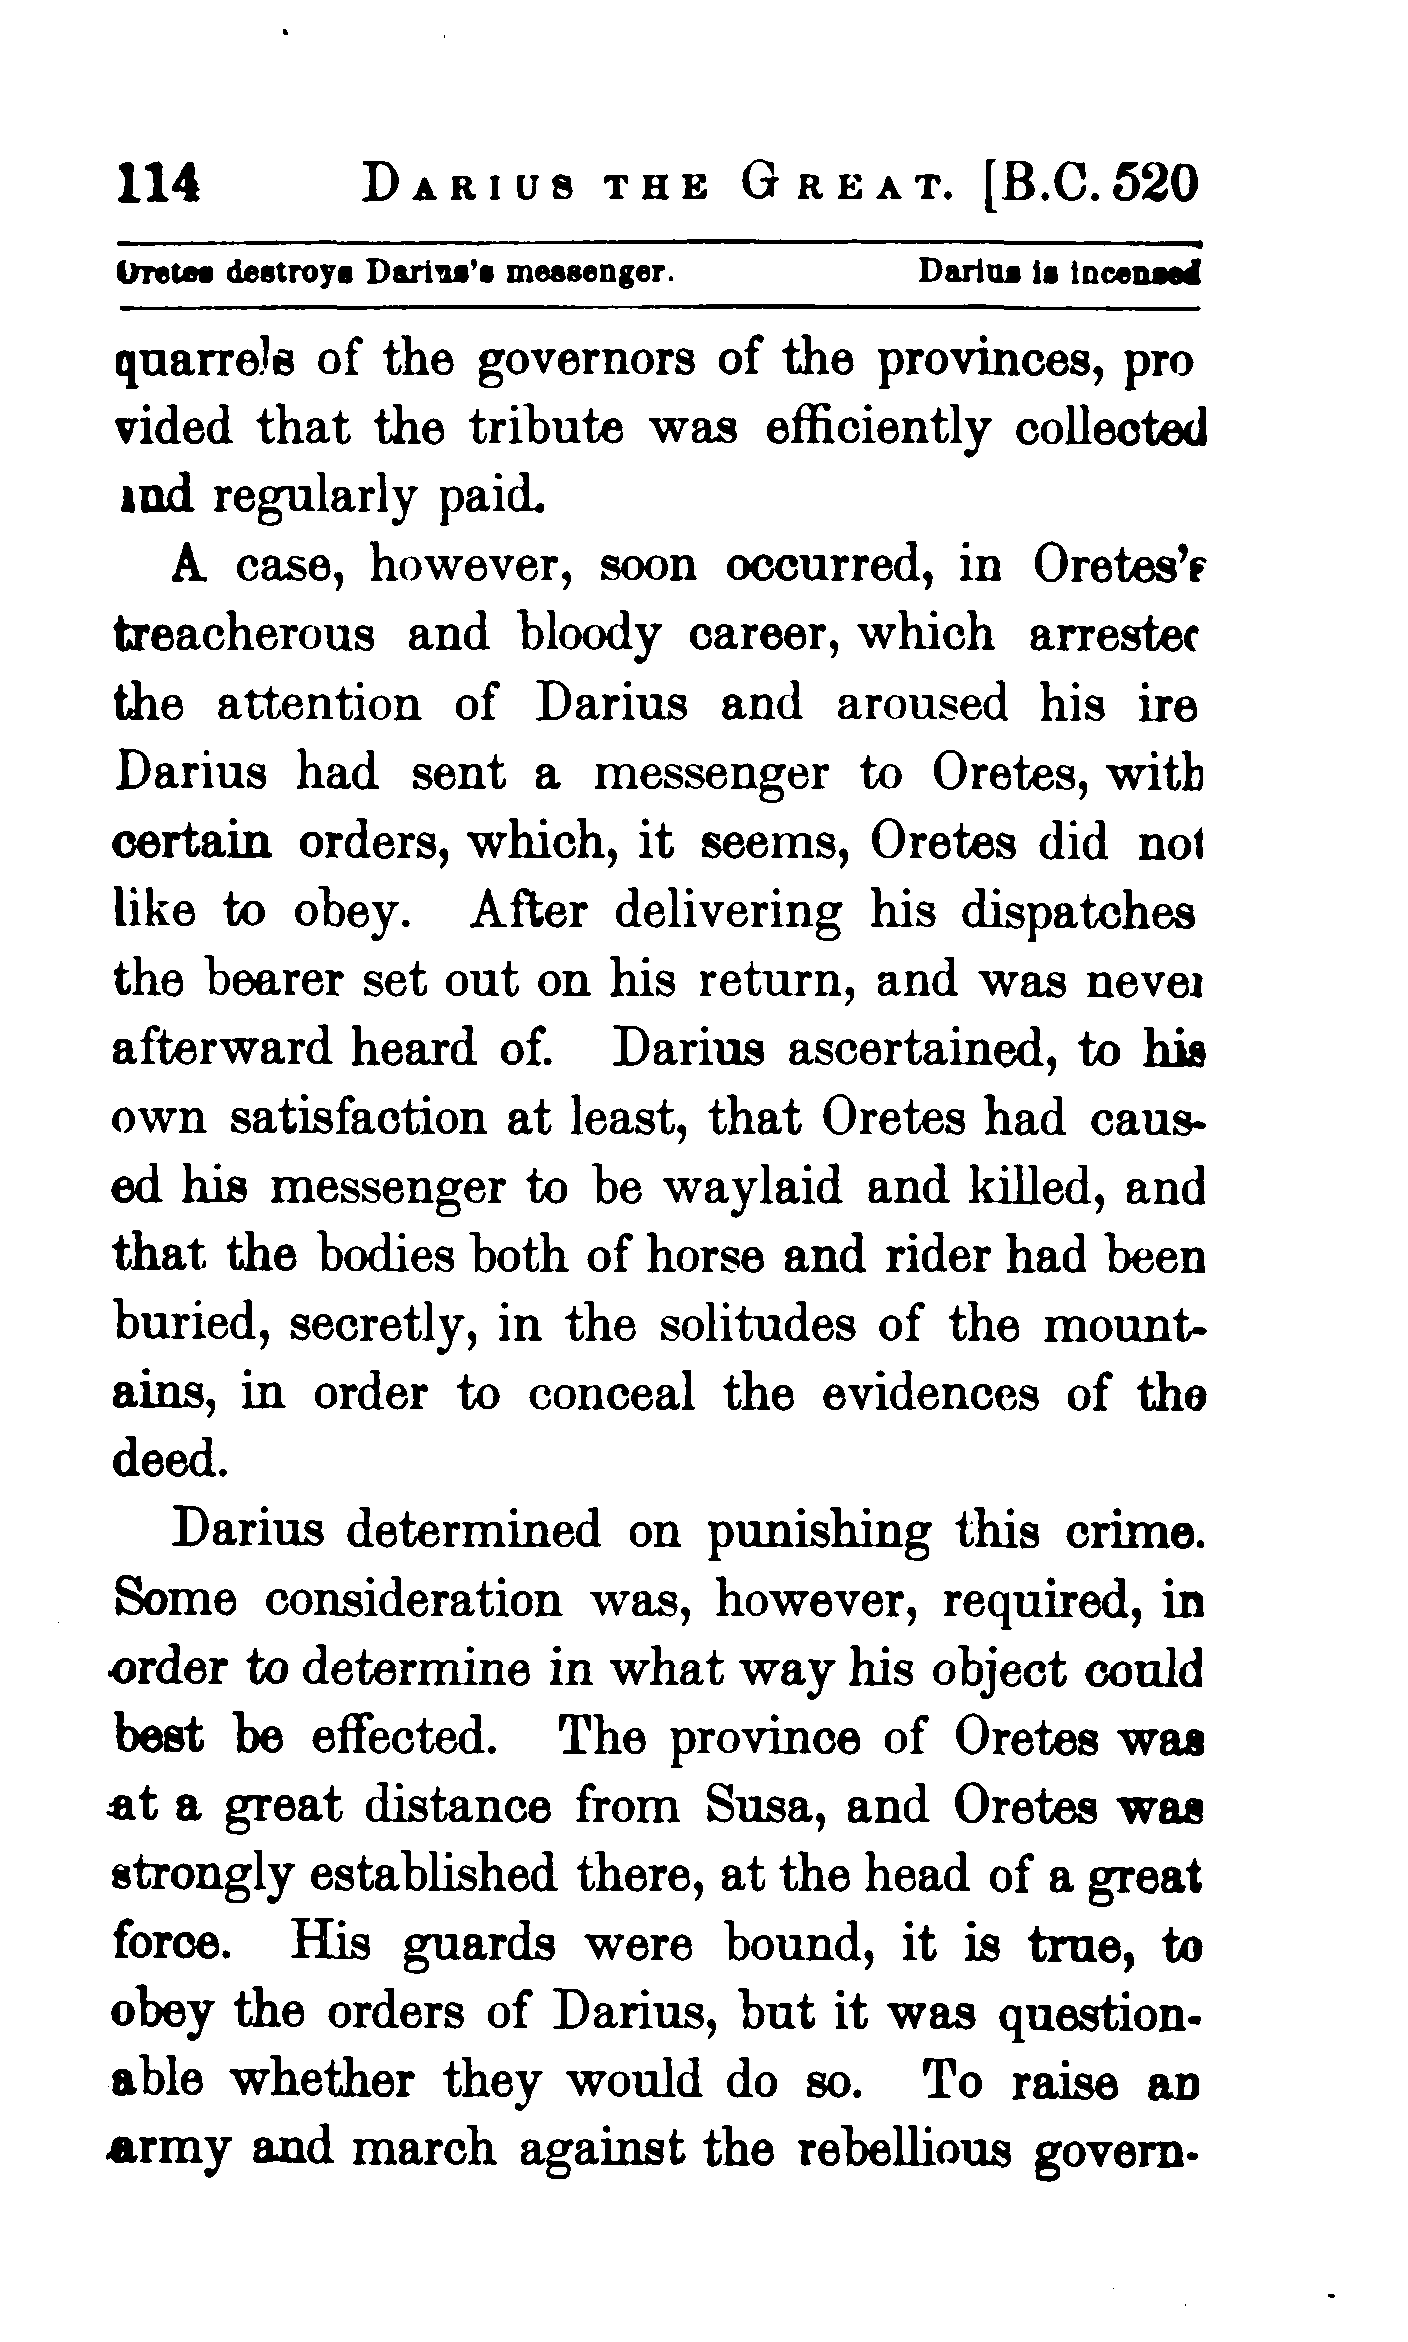 114 DARIUS THE GREAT. [B.C. 520
Oretes destroys Darius's messenger. Darius is incensed
quarrels of the governors of the provinces, pro
vided that the tribute was efficiently collected
and regularly paid.
A case, however, soon occurred, in Oretes's
treacherous and bloody career, which arrested
the attention of Darius and aroused his ire
Darius had sent a messenger to Oretes, with
certain orders, which, it seems, Oretes did not
like to obey. After delivering his dispatches
the bearer set out on his return, and was never
afterward heard of. Darius ascertained, to his
own satisfaction at least, that Oretes had caus-
ed his messenger to be waylaid and killed, and
that the bodies both of horse and rider had been
buried, secretly, in the solitudes of the mount-
ains, in order to conceal the evidences of the
deed.
Darius determined on punishing this crime.
Some consideration was, however, required, in
order to determine in what way his object could
best be effected. The province of Oretes was
at a great distance from Susa, and Oretes was
strongly established there, at the head of a great
force. His guards were bound, it is true, to
obey the orders of Darius, but it was question-
able whether they would do so. To raise an
army and march against the rebellious govern-